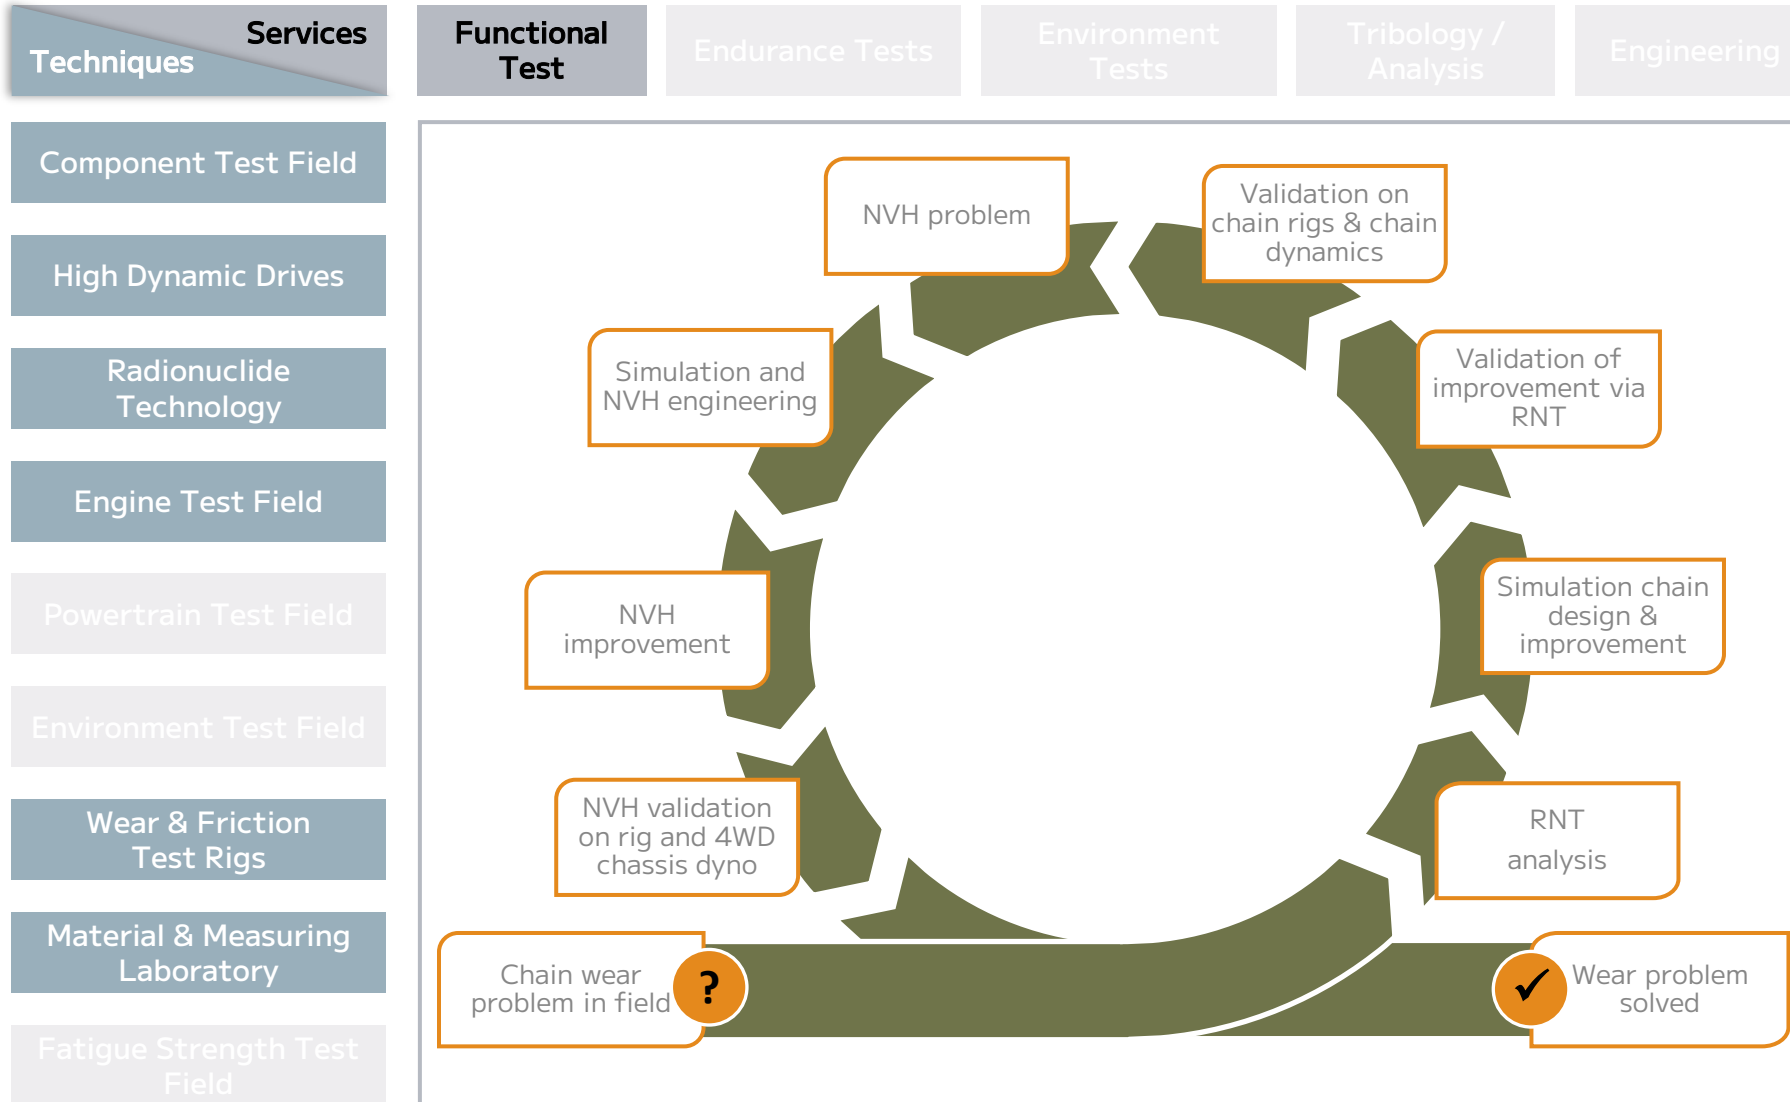 Services
Techniques
Functional
Test
Endurance Tests
Environment
Tests
Tribology /
Analysis
Engineering
Component Test Field
High Dynamic Drives
Radionuclide
Technology
Engine Test Field
Powertrain Test Field
Environment Test Field
Wear & Friction
Test Rigs
Material & Measuring
Laboratory
Fatigue Strength Test
Field
NVH problem
Validation on
chain rigs & chain
dynamics
Simulation and
NVH engineering
Validation of
improvement via
RNT
NVH
improvement
Simulation chain
design &
improvement
NVH validation
on rig and 4WD
chassis dyno
RNT
analysis
Chain wear
problem in field
?
✓
Wear problem
solved